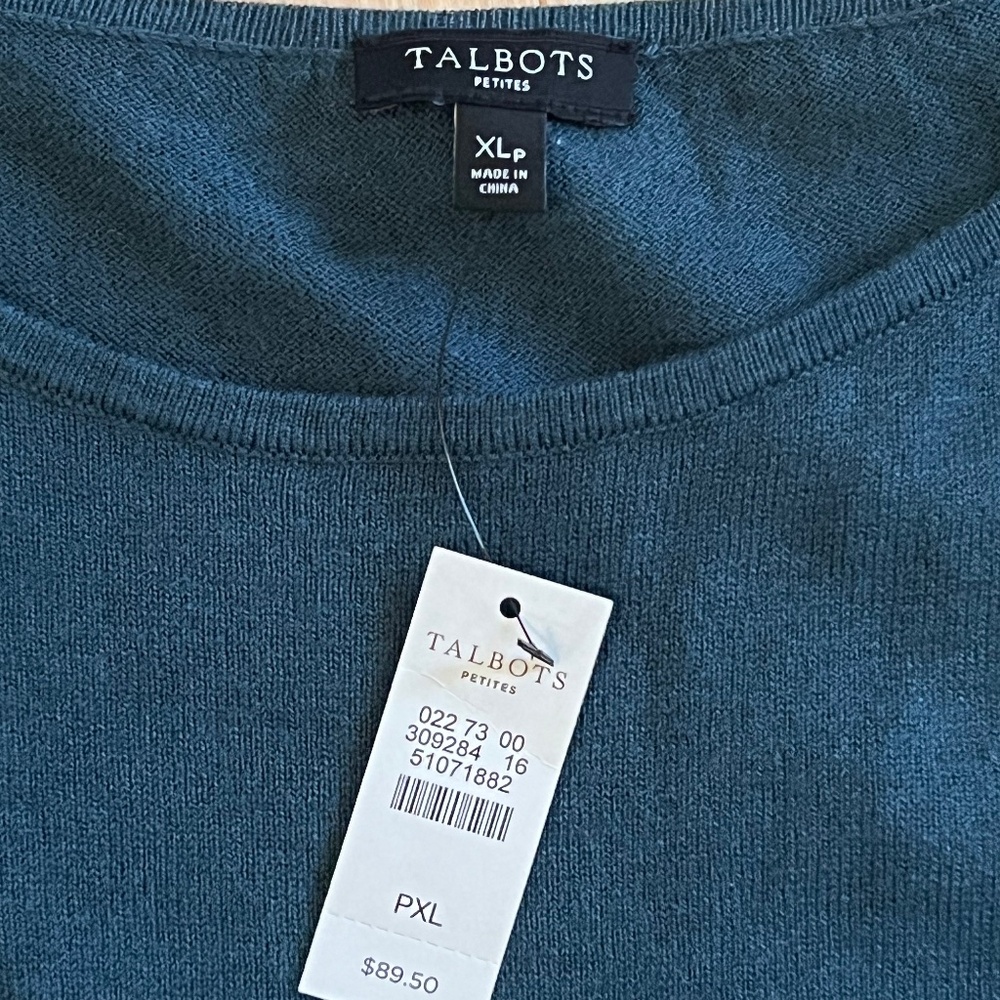 TALBOTS
PETITES
XLP
MADE IN
CHINA
TALBOTS
PETITES
022 73 00
309284 16
51071882
PXL
$89.50